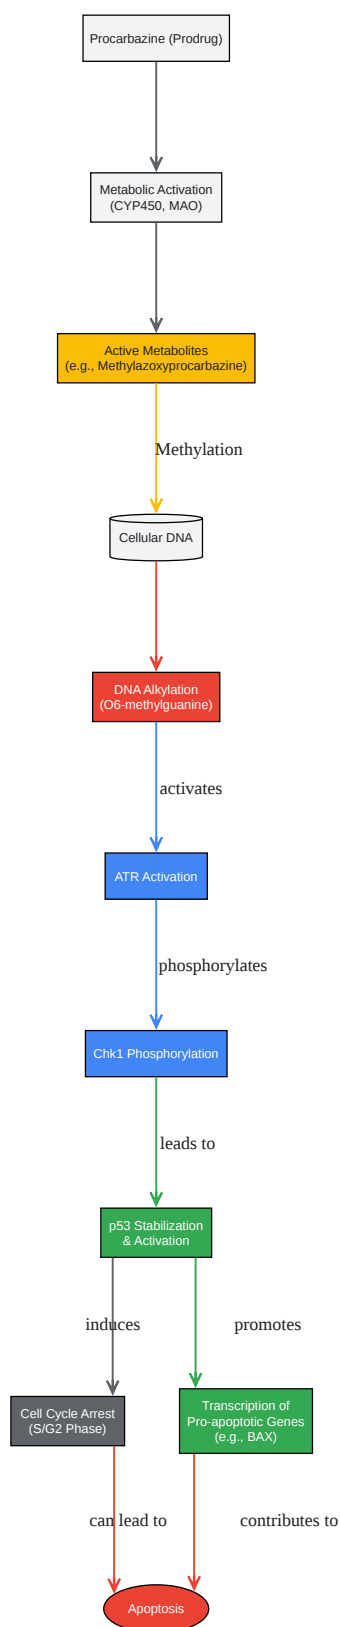 Procarbazine (Prodrug)
Metabolic Activation
(CYP450, MAO)
Active Metabolites
(e.g., Methylazoxyprocarbazine)
Methylation
Cellular DNA
DNA Alkylation
(O6-methylguanine)
activates
ATR Activation
phosphorylates
Chk1 Phosphorylation
leads to
p53 Stabilization
& Activation
induces
promotes
Cell Cycle Arrest
(S/G2 Phase)
Transcription of
Pro-apoptotic Genes
(e.g., BAX)
can lead to
contributes to
Apoptosis